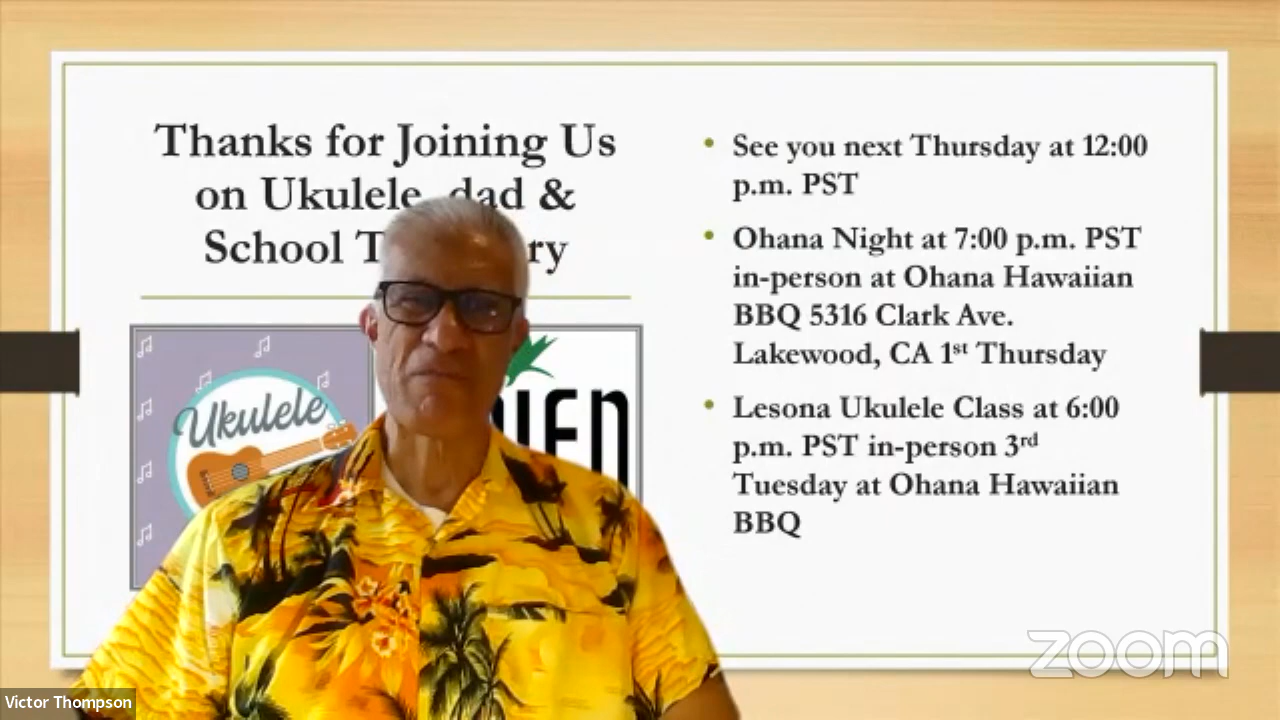 Thanks for Joining Us
on Ukulele, dad &
School T ry
Ukulele
See you next Thursday at 12:00
p.m. PST
Ohana Night at 7:00 p.m. PST
in-person at Ohana Hawaiian
BBQ 5316 Clark Ave.
Lakewood, CA 1st Thursday
Lesona Ukulele Class at 6:00
p.m. PST in-person 3rd
Tuesday at Ohana Hawaiian
BBQ
zoom
Victor Thompson